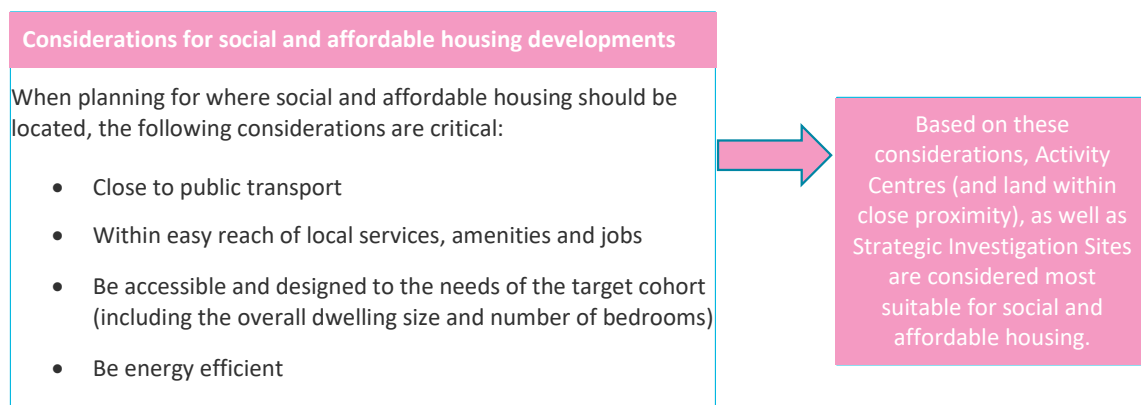 Considerations for social and affordable housing developments
When planning for where social and affordable housing should be
located, the following considerations are critical:
• Close to public transport
• Within easy reach of local services, amenities and jobs
• Be accessible and designed to the needs of the target cohort
(including the overall dwelling size and number of bedrooms)
• Be energy efficient
Based on these
considerations, Activity
Centres (and land within
close proximity), as well as
Strategic Investigation Sites
are considered most
suitable for social and
affordable housing.